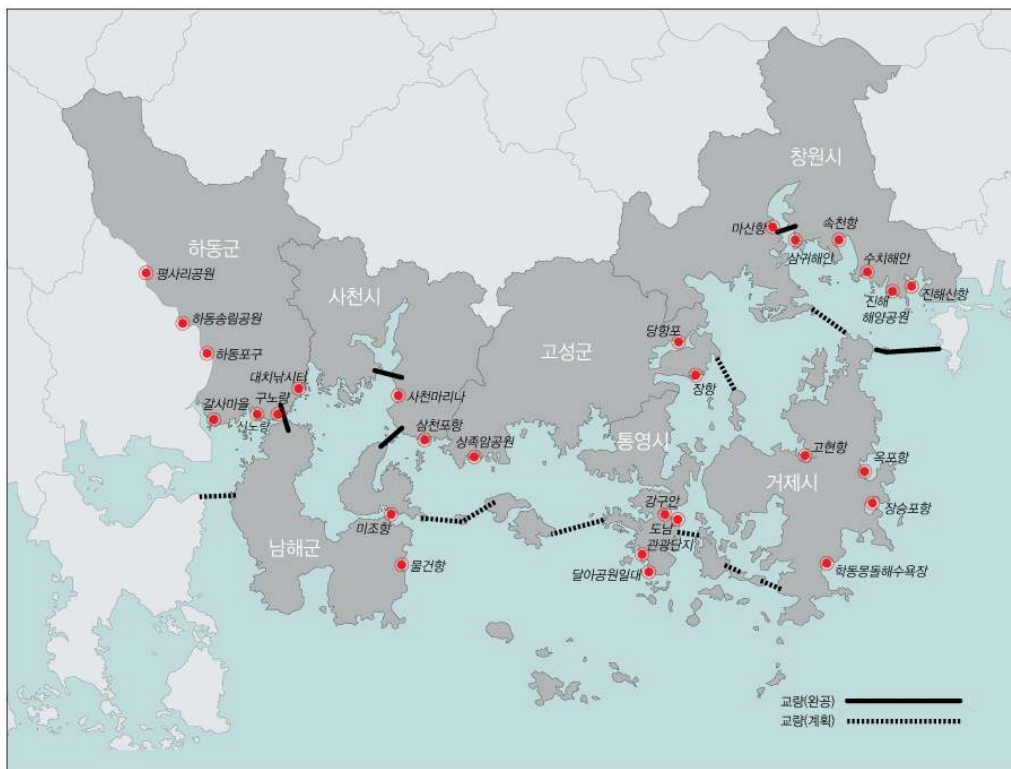 창원시
마산항
속천항
삼귀해안
수치해안
하동군
진해
해양공원
진해신항
평사리공원
사천시
하동송림공원
당항포
고성군
하동포구
장항
대치낚시터
사천마리나
구노량
갈사마을
신노량
삼천포항
통영시
상족암공원
고현항
옥포항
거제시
강구안
장승포항
미조항
도남
관광단지
남해군
물건항
달아공원일대
학동몽돌해수욕장
교량(완공)
교량(계획)